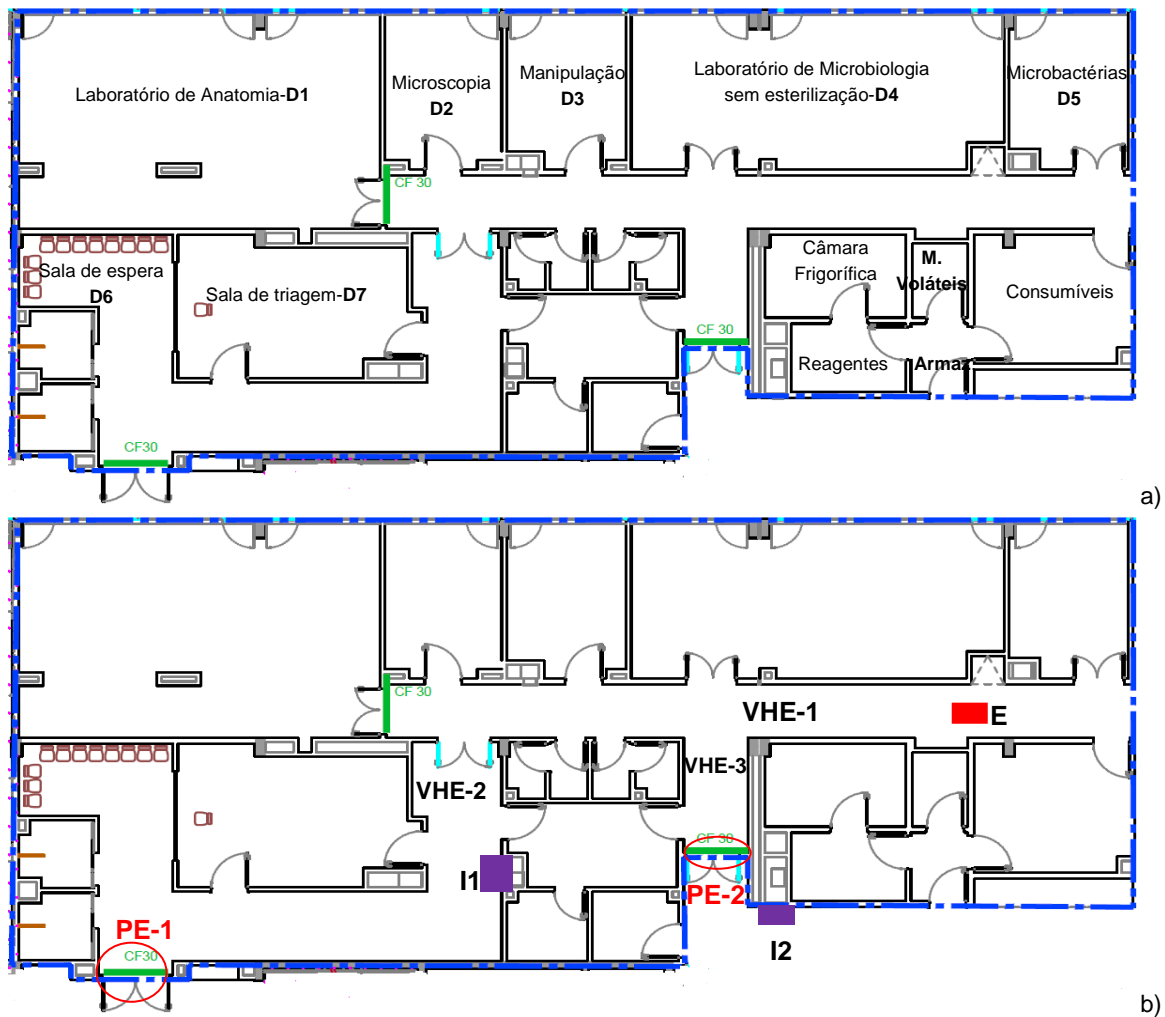 Laboratório de Anatomia-D1
Microscopia
D2
Manipulação
D3
Laboratório de Microbiologia
sem esterilização-D4
Microbactérias
D5
CF 30
Sala de espera
D6
Sala de triagem-D7
Câmara
Frigorífica
M.
Voláteis
Consumíveis
CF 30
Reagentes
Armaz
CF30
a)
CF 30
VHE-1
E
VHE-2
VHE-3
CF 30
I1
PE-2
PE-1
CF30
I2
b)